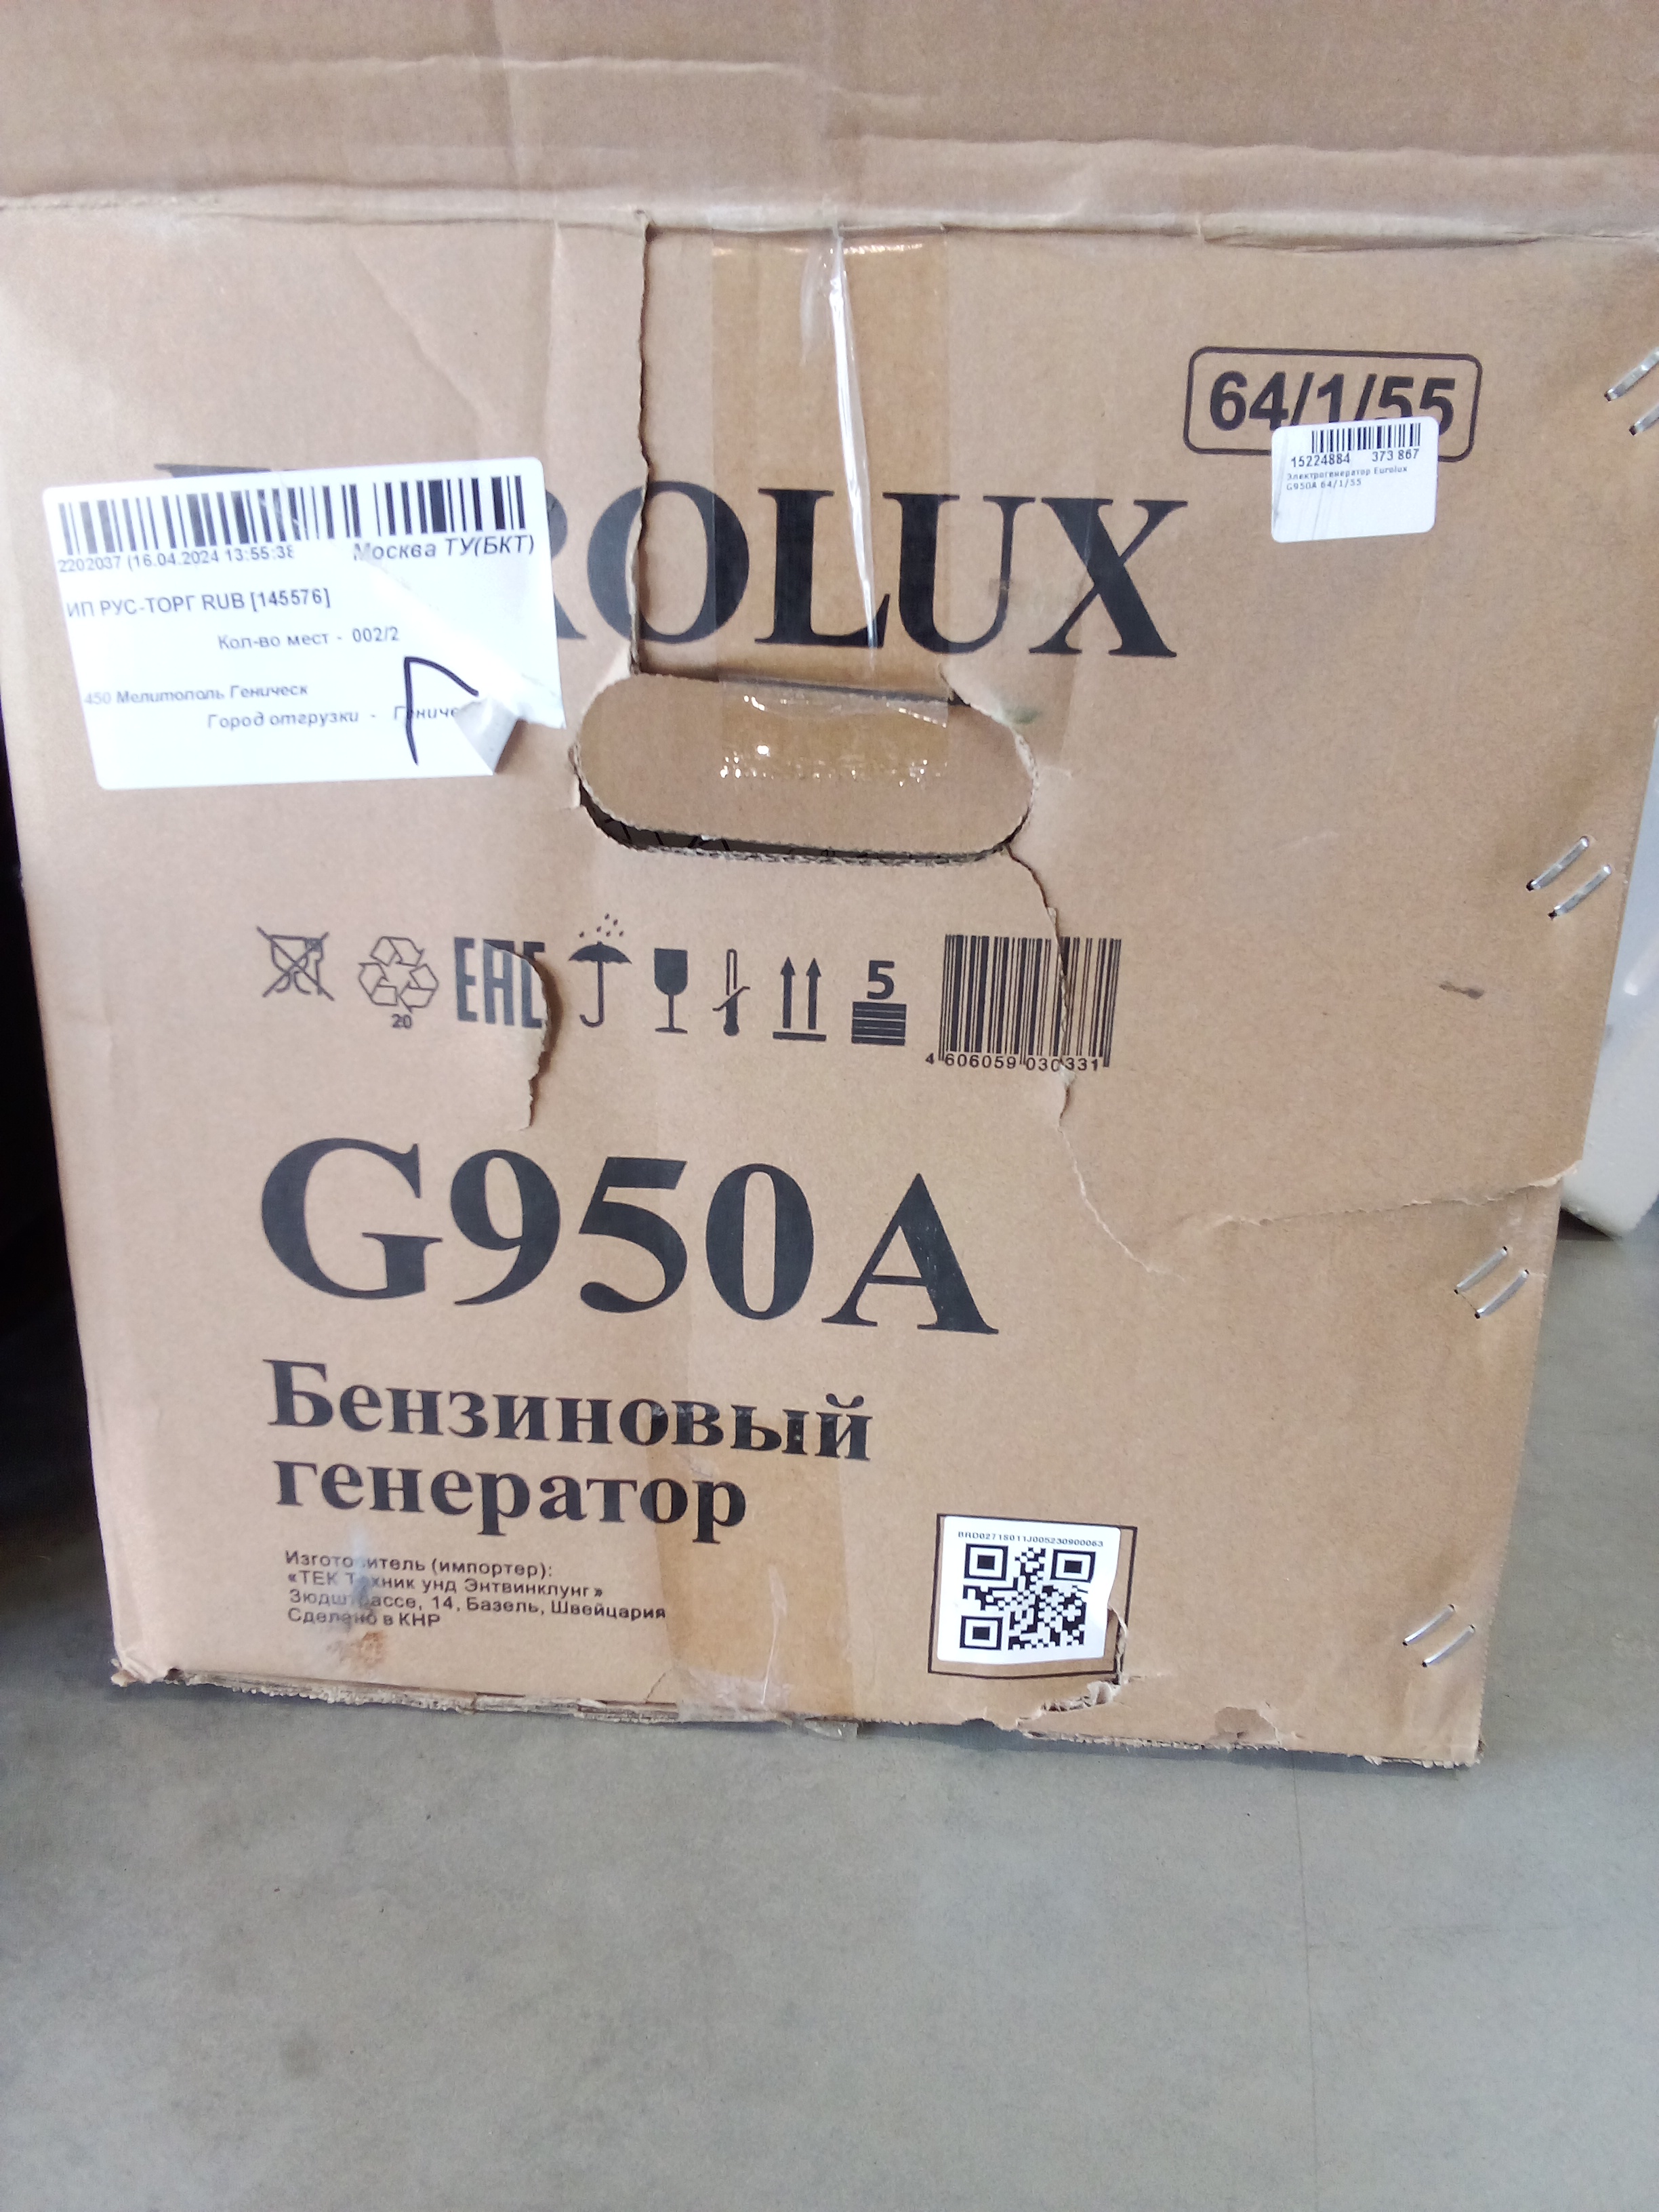 64/1/55
15224884 373 867
Электрогенератор Eurolux
G950A 64/1/55
ROLUX
2202037 (16.04.2024 13:55:38 Москва ТУ(БКТ)
ИП РУС-ТОРГ RUB [145576]
Кол-во мест - 002/2
450 Мелитополь Геническ
Город отгрузки - Гениче
Г
20
EAC
5
4 606059 030331
G950A
Бензиновый
генератор
Изготовитель (импортер):
«ТЕК Техник унд Энтвинклунг»
Зюдштрассе, 14, Базель, Швейцария
Сделано в КНР
BRD0271S011J005230900063